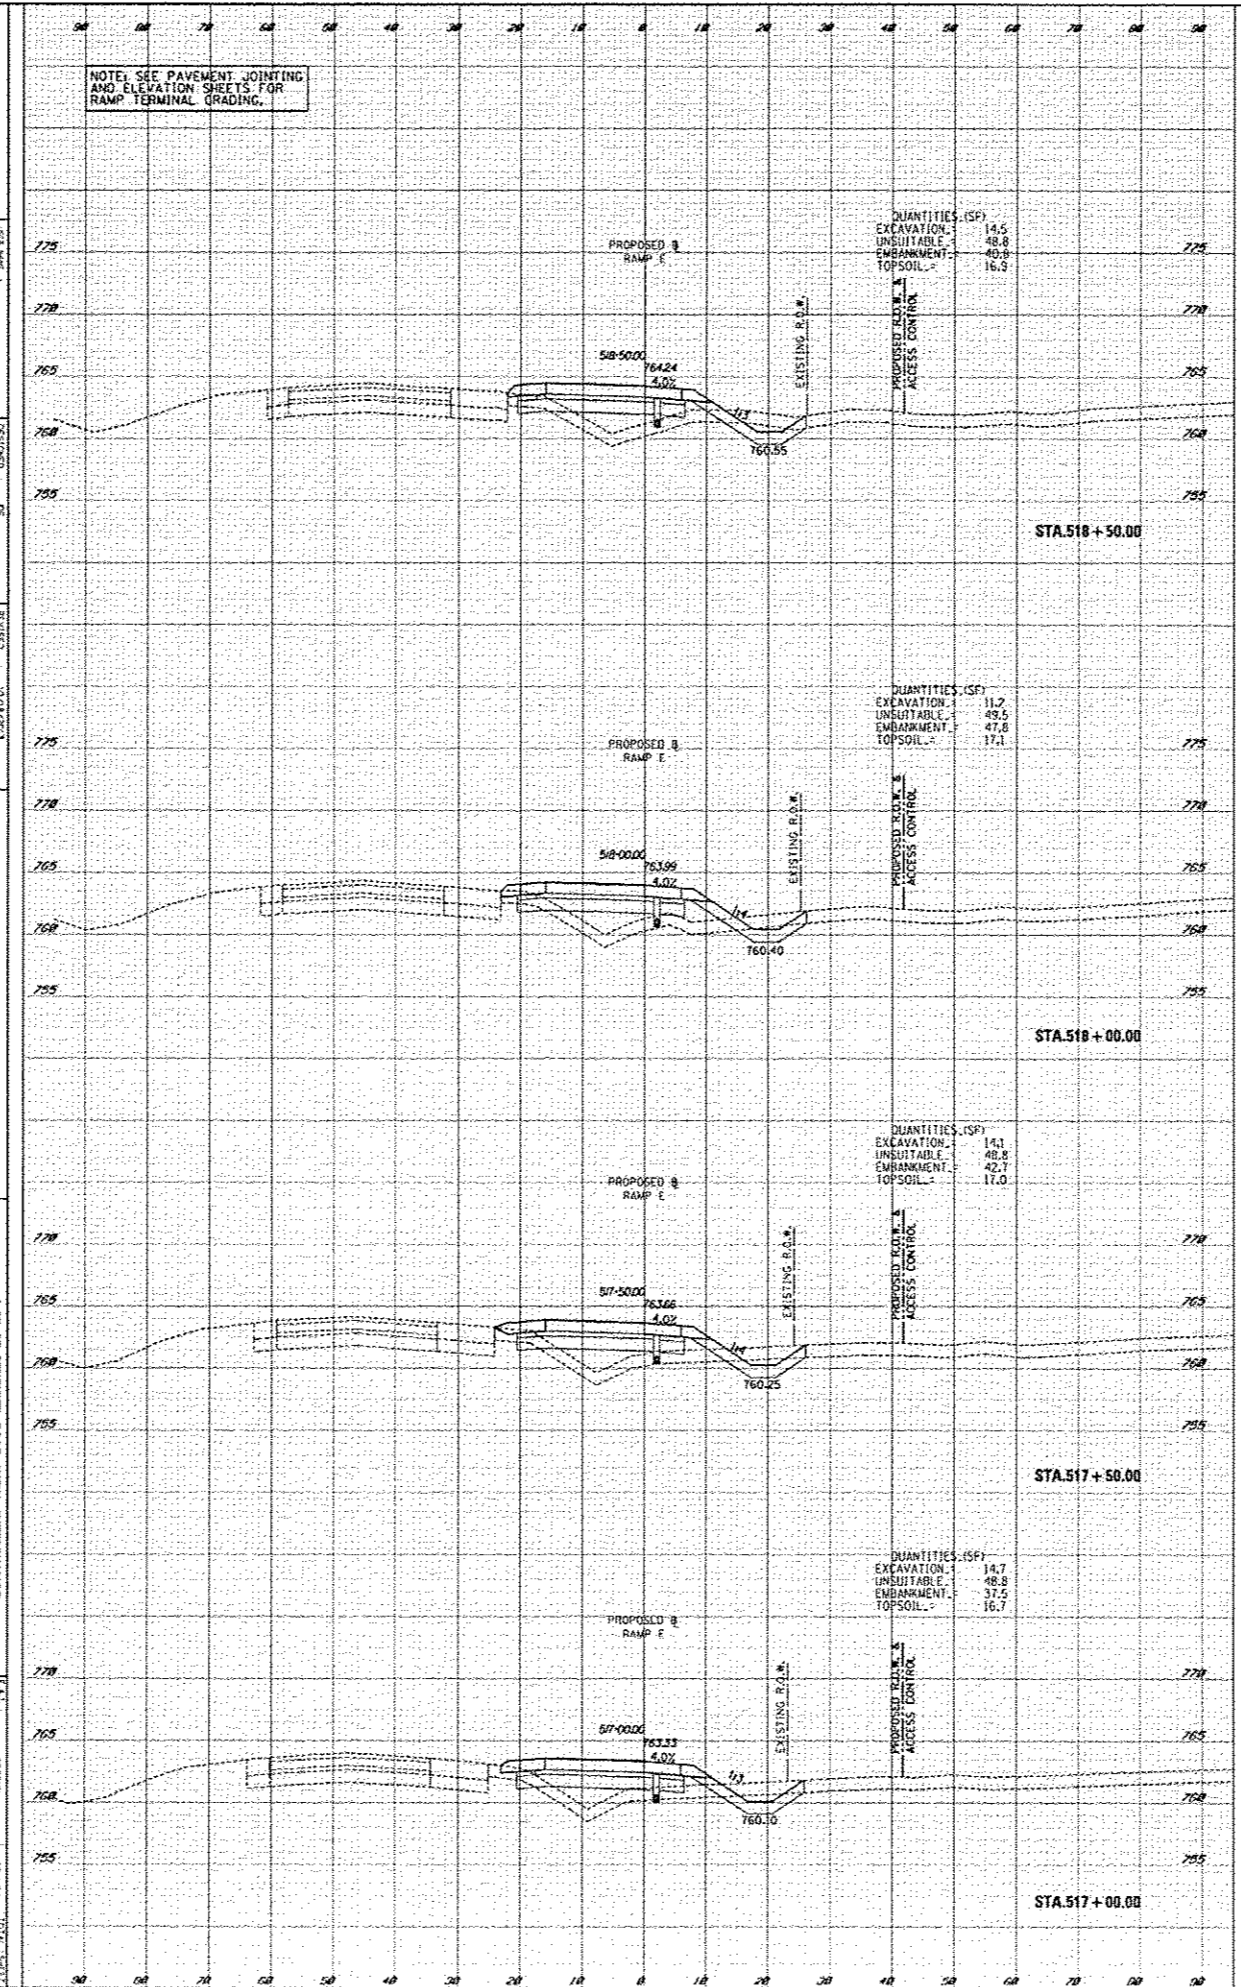 90 80 70 60 50 40 30 20 10 0 10 20 30 40 50 60 70 80 90
NOTE: SEE PAVEMENT JOINTING
AND ELEVATION SHEETS FOR
RAMP TERMINAL GRADING.
QUANTITIES (SF)
EXCAVATION = 14.5
UNSUITABLE = 48.8
EMBANKMENT = 40.8
TOPSOIL = 16.9
775 775
PROPOSED ℄
RAMP E
770 770
EXISTING R.O.W.
PROPOSED R.O.W. &
ACCESS CONTROL
765 765
518+50.00
764.24
4.0%
1:3
760 760
760.55
755 755
STA.518 + 50.00
QUANTITIES (SF)
EXCAVATION = 11.2
UNSUITABLE = 49.5
EMBANKMENT = 47.8
TOPSOIL = 17.1
775 775
PROPOSED ℄
RAMP E
770 770
EXISTING R.O.W.
PROPOSED R.O.W. &
ACCESS CONTROL
765 765
518+00.00
763.99
4.0%
1:4
760 760
760.40
755 755
STA.518 + 00.00
QUANTITIES (SF)
EXCAVATION = 14.1
UNSUITABLE = 48.8
EMBANKMENT = 42.7
TOPSOIL = 17.0
PROPOSED ℄
RAMP E
770 770
EXISTING R.O.W.
PROPOSED R.O.W. &
ACCESS CONTROL
765 765
517+50.00
763.66
4.0%
1:4
760 760
760.25
755 755
STA.517 + 50.00
QUANTITIES (SF)
EXCAVATION = 14.7
UNSUITABLE = 48.8
EMBANKMENT = 37.5
TOPSOIL = 16.7
PROPOSED ℄
RAMP E
770 770
EXISTING R.O.W.
PROPOSED R.O.W. &
ACCESS CONTROL
765 765
517+00.00
763.33
4.0%
1:3
760 760
760.10
755 755
STA.517 + 00.00
90 80 70 60 50 40 30 20 10 0 10 20 30 40 50 60 70 80 90